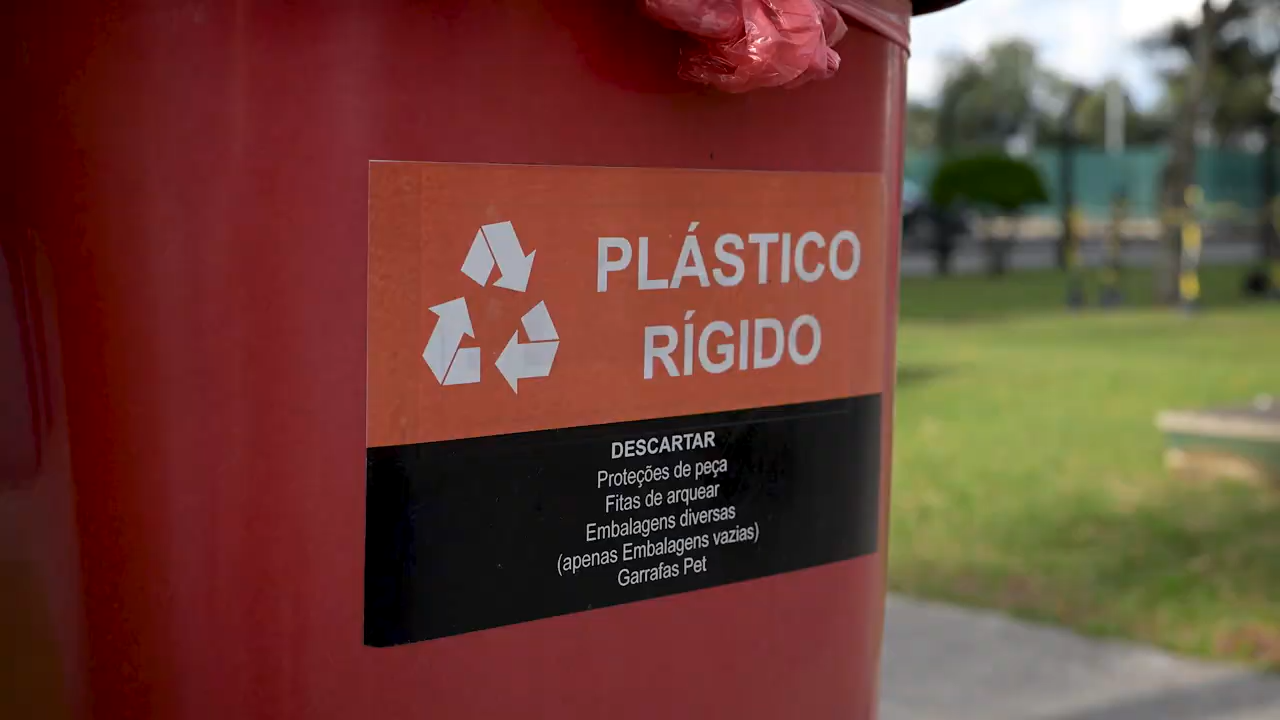 PLÁSTICO
RÍGIDO
DESCARTAR
Proteções de peça
Fitas de arquear
Embalagens diversas
(apenas Embalagens vazias)
Garrafas Pet